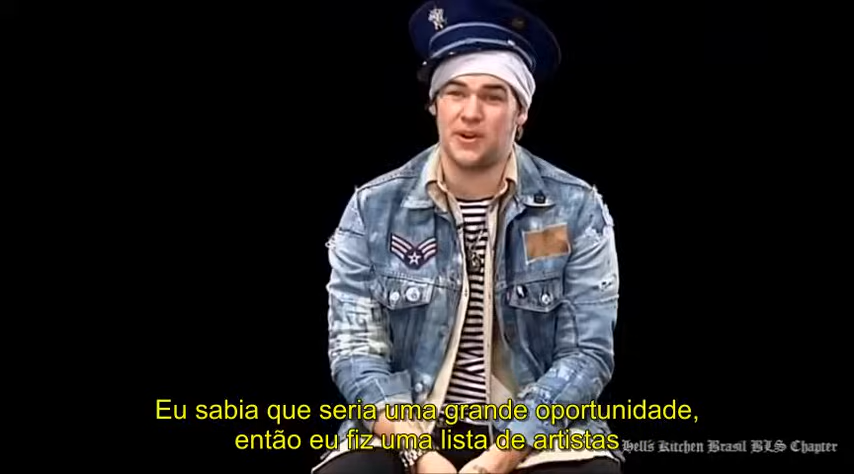 Eu sabia que seria uma grande oportunidade,
então eu fiz uma lista de artistas
Hell's Kitchen Brasil BLS Chapter